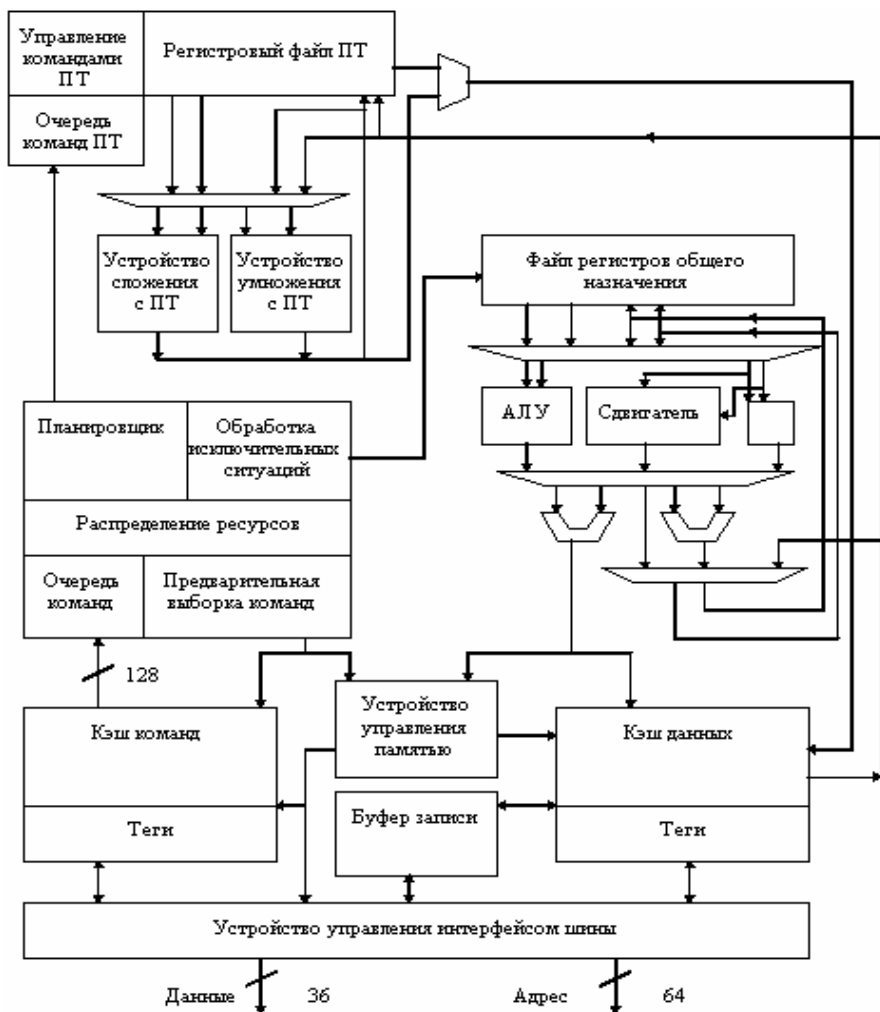 Управление
командами
ПТ
Регистровый файл ПТ
Очередь
команд ПТ
Устройство
сложения
с ПТ
Устройство
умножения
с ПТ
Файл регистров общего
назначения
АЛУ
Сдвигатель
Планировщик
Обработка
исключительных
ситуаций
Распределение ресурсов
Очередь
команд
Предварительная
выборка команд
128
Устройство
управления
памятью
Кэш команд
Кэш данных
Буфер записи
Теги
Теги
Устройство управления интерфейсом шины
Данные
36
Адрес
64